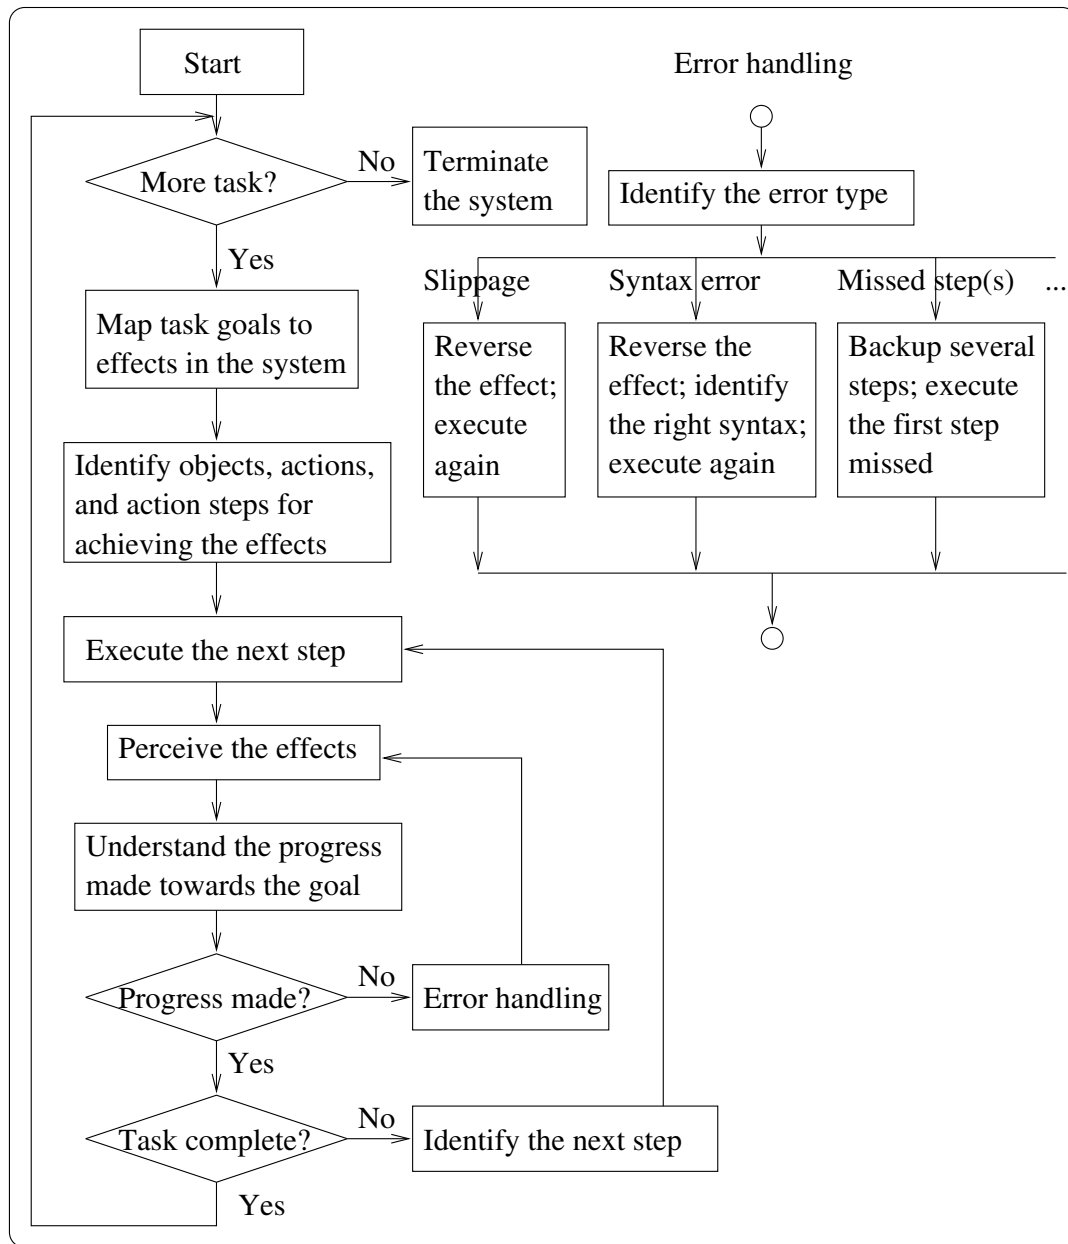 Start
More task?
No
Terminate
the system
Yes
Map task goals to
effects in the system
Identify objects, actions,
and action steps for
achieving the effects
Execute the next step
Perceive the effects
Understand the progress
made towards the goal
Progress made?
No
Error handling
Yes
Task complete?
No
Identify the next step
Yes
Error handling
Identify the error type
Slippage
Reverse
the effect;
execute
again
Syntax error
Reverse the
effect; identify
the right syntax;
execute again
Missed step(s)
Backup several
steps; execute
the first step
missed
...